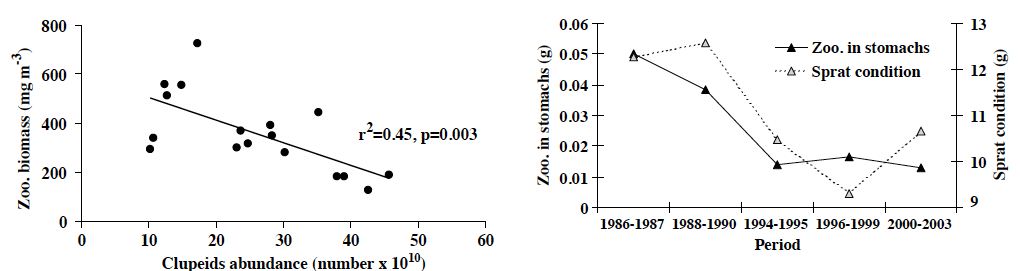 800
600
400
200
0
Zoo. biomass (mg m-3)
r2=0.45, p=0.003
0 10 20 30 40 50 60
Clupeids abundance (number x 1010)
0.06
0.05
0.04
0.03
0.02
0.01
0
Zoo. in stomachs (g)
Zoo. in stomachs
Sprat condition
13
12
11
10
9
Sprat condition (g)
1986-1987 1988-1990 1994-1995 1996-1999 2000-2003
Period